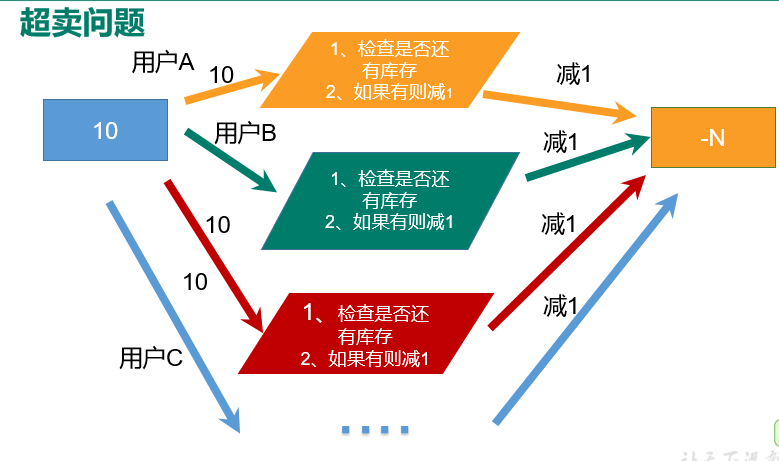 超卖问题
用户A
10
1、检查是否还
有库存
2、如果有则减1
减1
10
用户B
1、检查是否还
有库存
2、如果有则减1
减1
-N
10
10
1、检查是否还
有库存
2、如果有则减1
减1
用户C
减1